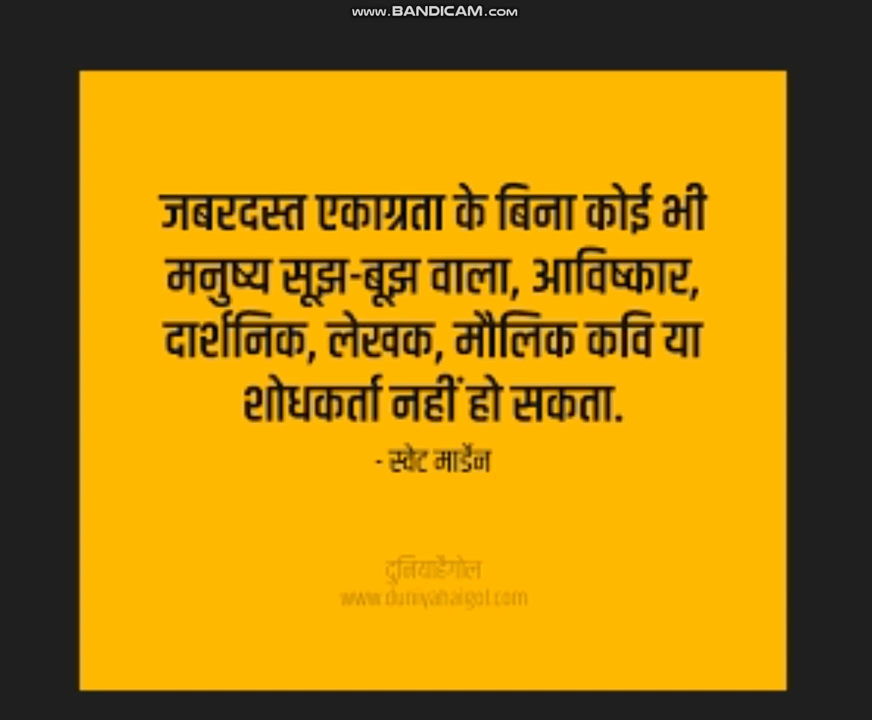 www.BANDICAM.com
जबरदस्त एकाग्रता के बिना कोई भी
मनुष्य सूझ-बूझ वाला, आविष्कार,
दार्शनिक, लेखक, मौलिक कवि या
शोधकर्ता नहीं हो सकता.
- स्वेट मार्डेन
दुनियाहैगोल
www.duniyahaigol.com